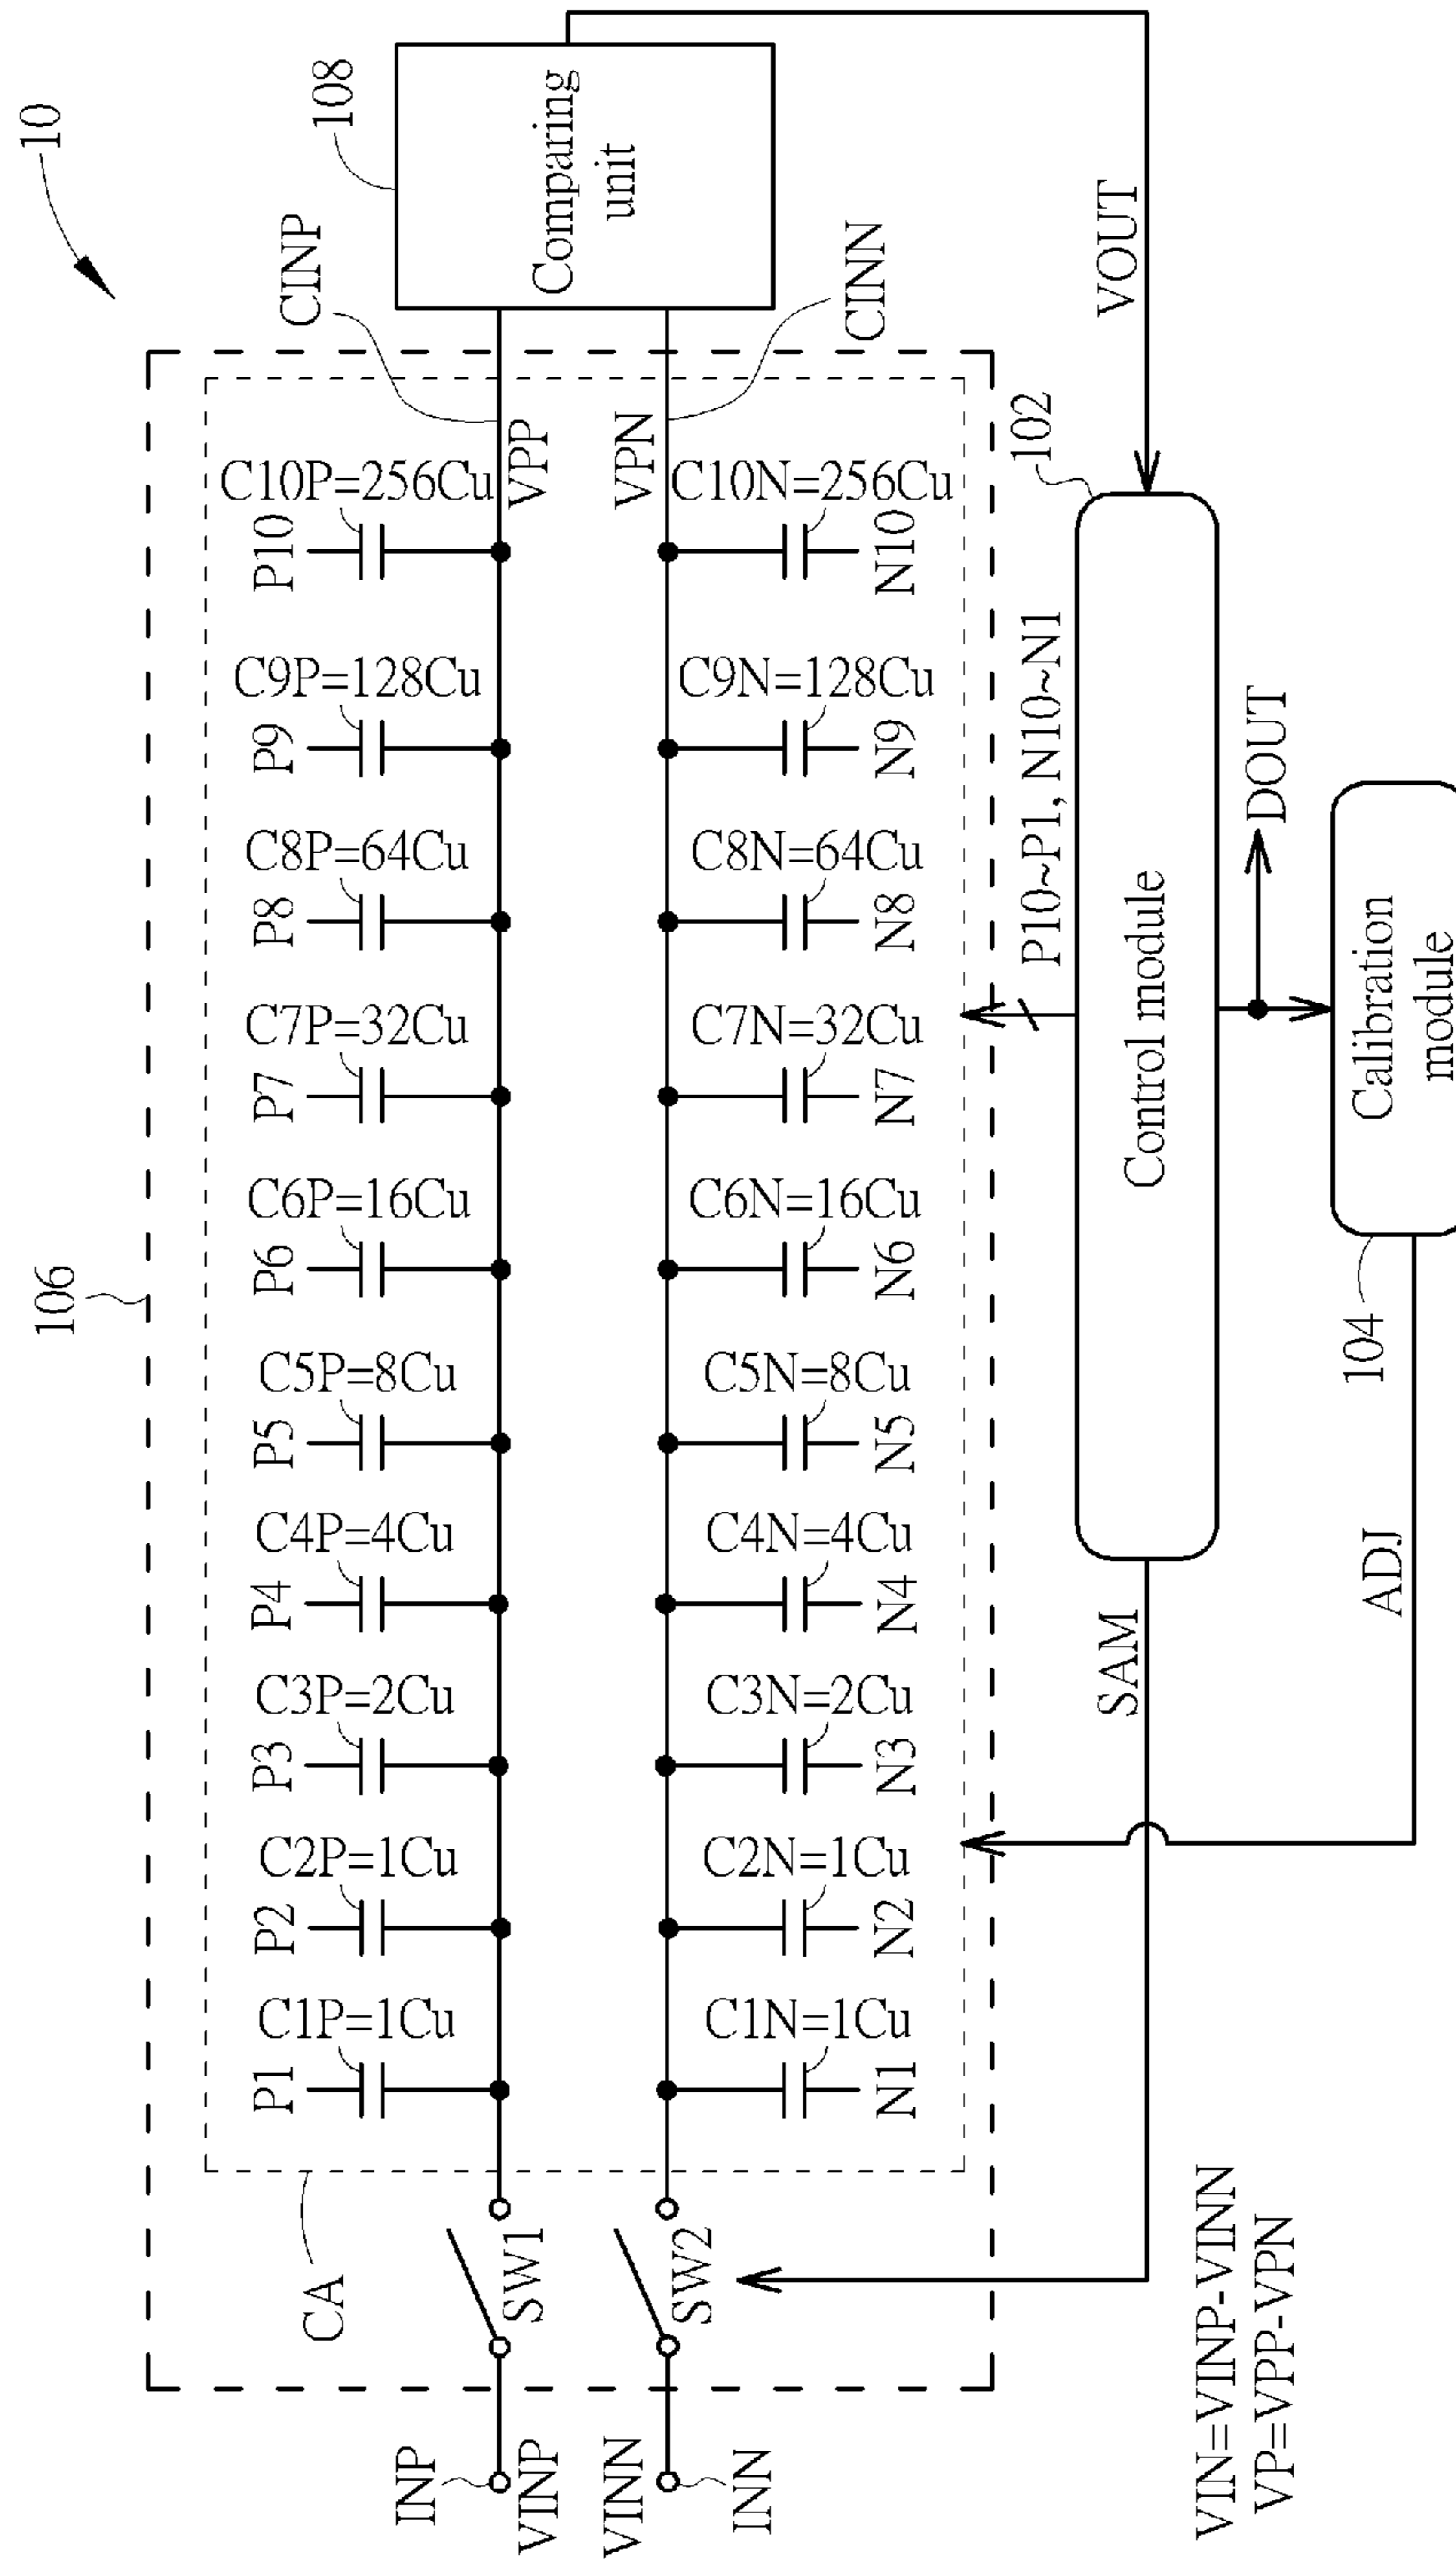 10
106
108
CINP
CINN
Comparing
unit
CA
P1
C1P=1Cu
P2
C2P=1Cu
P3
C3P=2Cu
P4
C4P=4Cu
P5
C5P=8Cu
P6
C6P=16Cu
P7
C7P=32Cu
P8
C8P=64Cu
P9
C9P=128Cu
P10
C10P=256Cu
INP
VINP
SW1
VPP
VINN
INN
SW2
VPN
C1N=1Cu
N1
C2N=1Cu
N2
C3N=2Cu
N3
C4N=4Cu
N4
C5N=8Cu
N5
C6N=16Cu
N6
C7N=32Cu
N7
C8N=64Cu
N8
C9N=128Cu
N9
C10N=256Cu
N10
P10~P1, N10~N1
102
SAM
Control module
VOUT
DOUT
ADJ
104
Calibration
module
VIN=VINP-VINN
VP=VPP-VPN